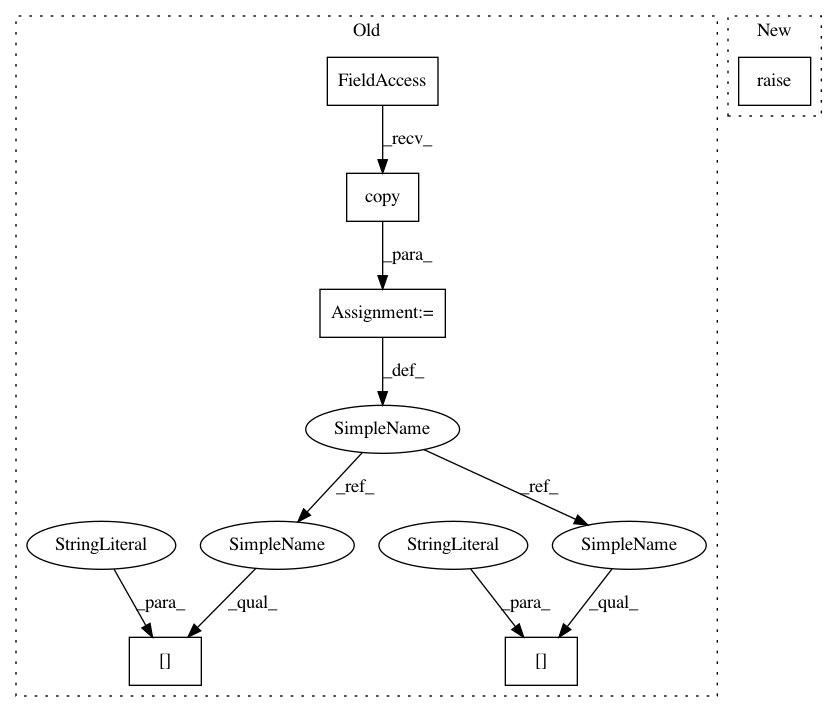 Old
New
FieldAccess
raise
_recv_
copy
_para_
Assignment:=
_def_
SimpleName
_ref_
_ref_
StringLiteral
SimpleName
StringLiteral
SimpleName
_para_
_qual_
_para_
_qual_
[]
[]